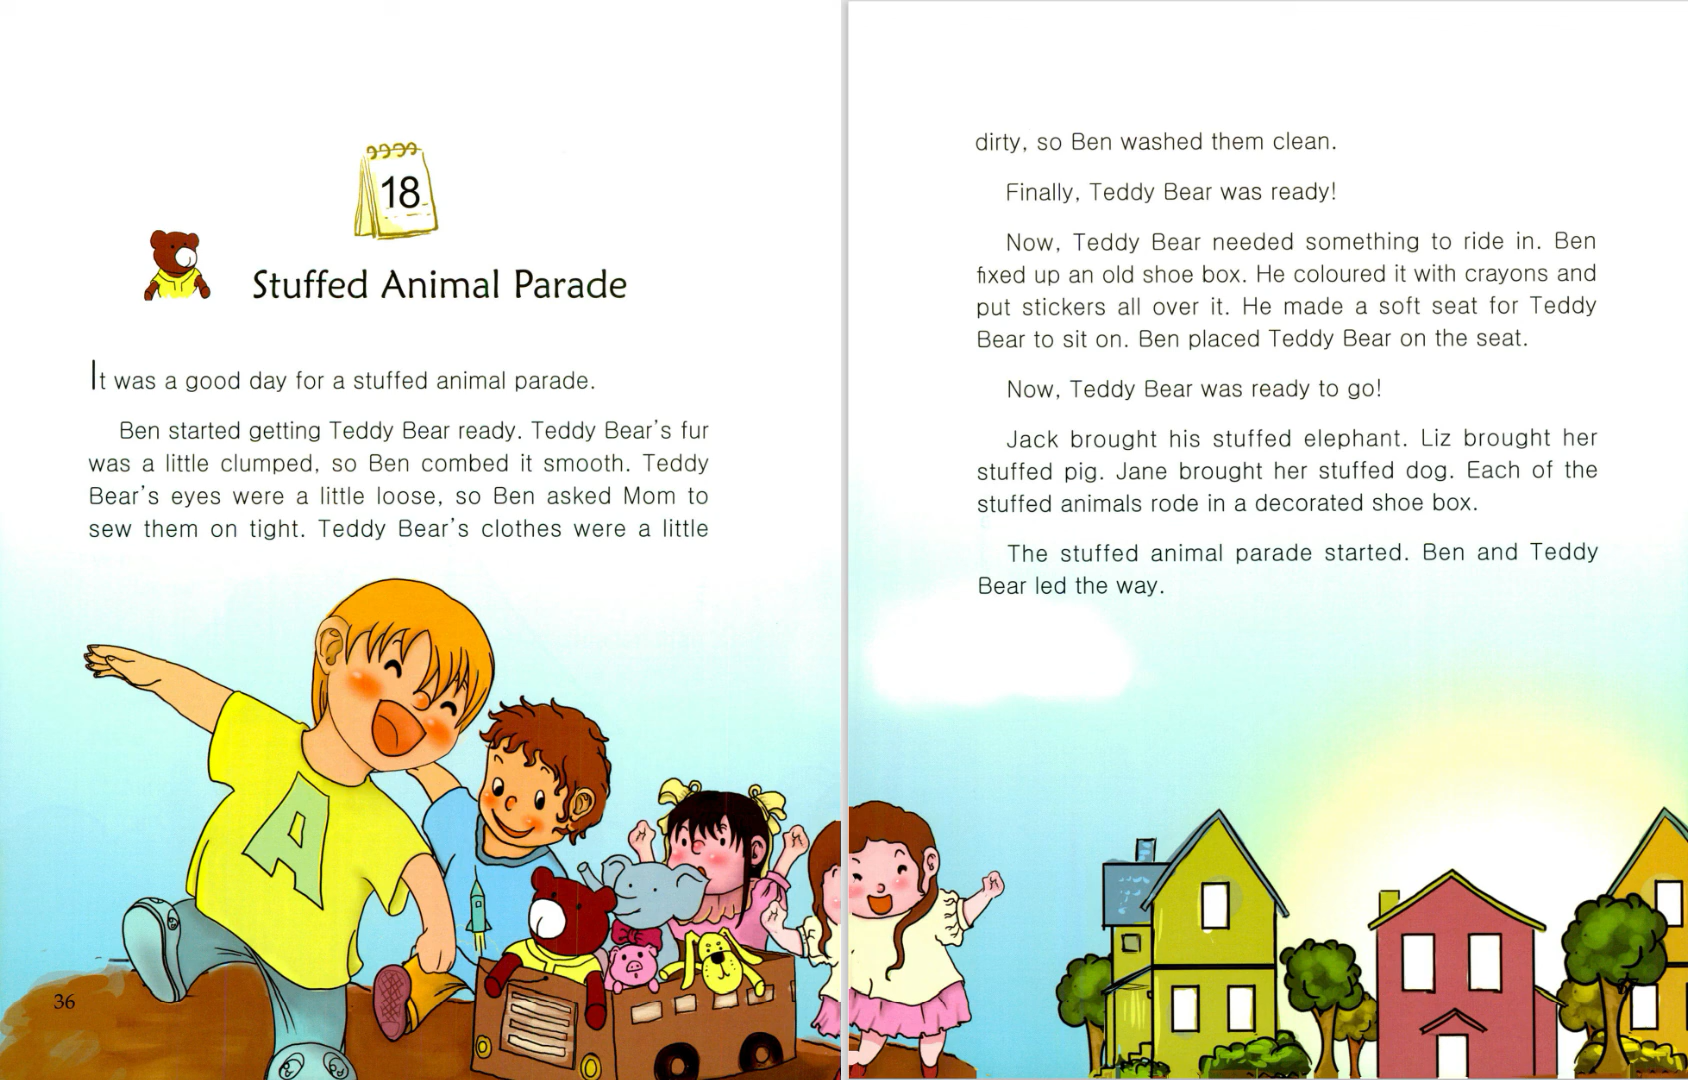 18
Stuffed Animal Parade
It was a good day for a stuffed animal parade.
Ben started getting Teddy Bear ready. Teddy Bear's fur
was a little clumped, so Ben combed it smooth. Teddy
Bear's eyes were a little loose, so Ben asked Mom to
sew them on tight. Teddy Bear's clothes were a little
A
36
dirty, so Ben washed them clean.
Finally, Teddy Bear was ready!
Now, Teddy Bear needed something to ride in. Ben
fixed up an old shoe box. He coloured it with crayons and
put stickers all over it. He made a soft seat for Teddy
Bear to sit on. Ben placed Teddy Bear on the seat.
Now, Teddy Bear was ready to go!
Jack brought his stuffed elephant. Liz brought her
stuffed pig. Jane brought her stuffed dog. Each of the
stuffed animals rode in a decorated shoe box.
The stuffed animal parade started. Ben and Teddy
Bear led the way.